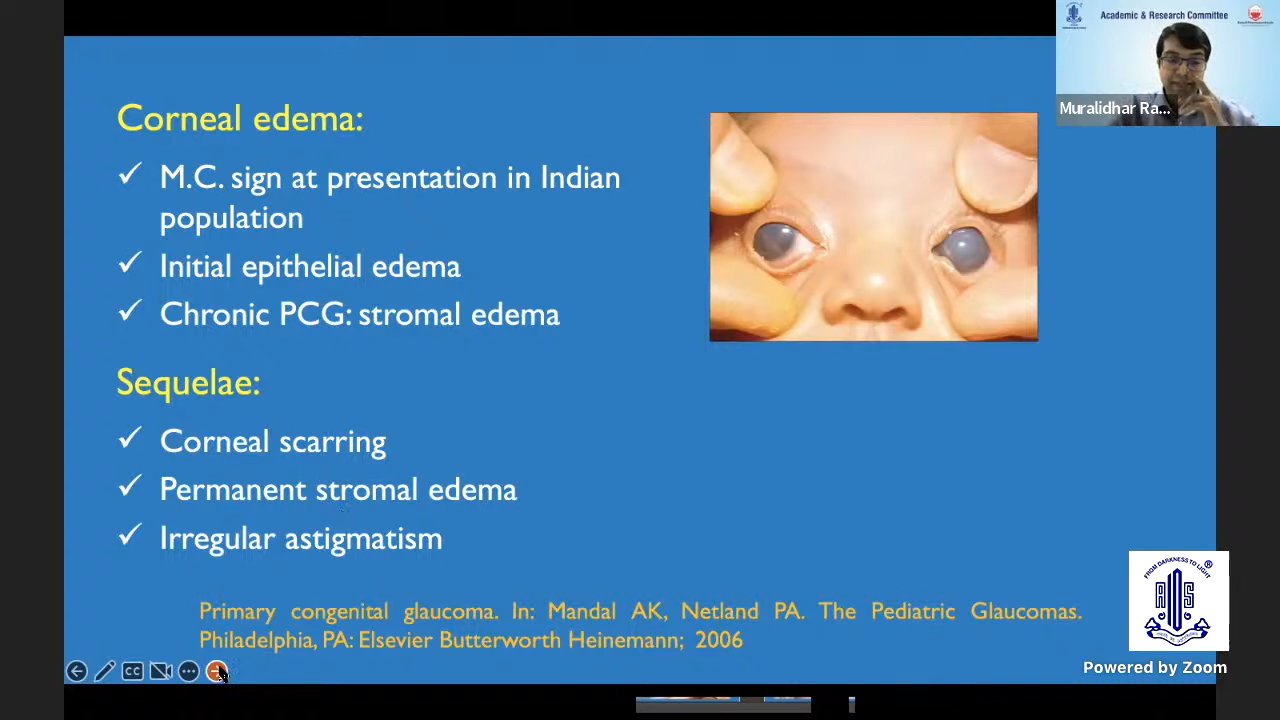 Academic & Research Committee
Muralidhar Ra...
Corneal edema:
✓ M.C. sign at presentation in Indian
population
✓ Initial epithelial edema
✓ Chronic PCG: stromal edema
Sequelae:
✓ Corneal scarring
✓ Permanent stromal edema
✓ Irregular astigmatism
Primary congenital glaucoma. In: Mandal AK, Netland PA. The Pediatric Glaucomas.
Philadelphia, PA: Elsevier Butterworth Heinemann; 2006
FROM DARKNESS TO LIGHT ®
AIOS
Powered by Zoom
CC